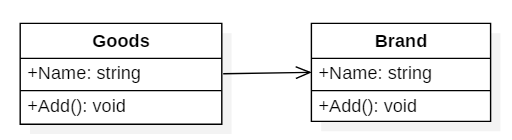 Goods
+Name: string
+Add(): void
Brand
+Name: string
+Add(): void